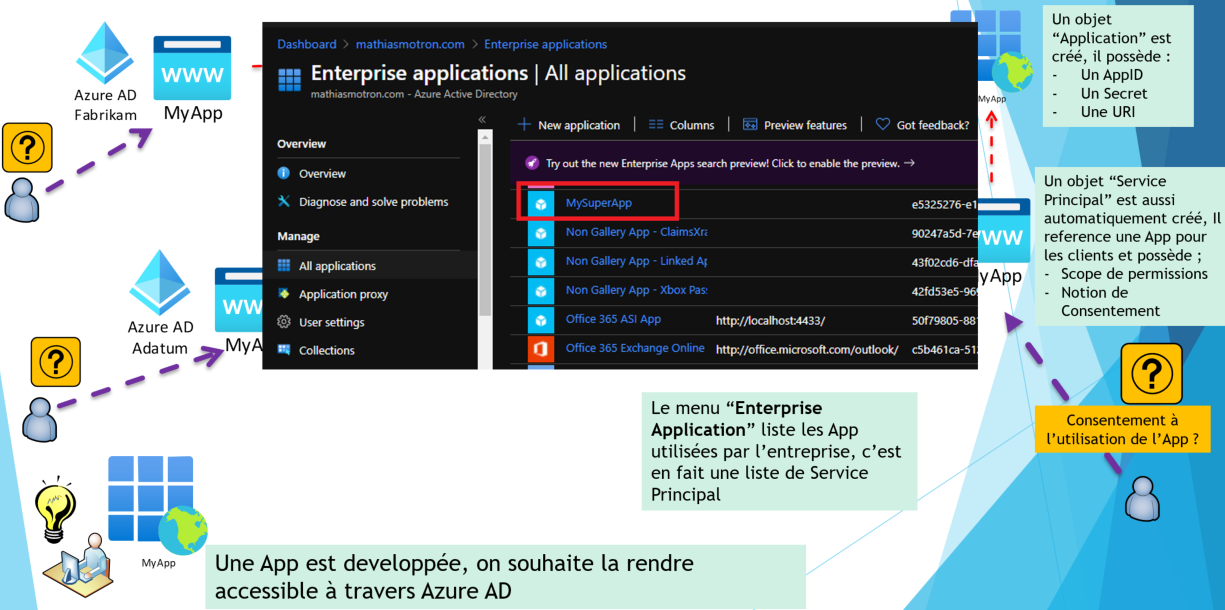 Azure AD
Fabrikam
WWW
MyApp
Azure AD
Adatum
WW
MyA
MyApp
Dashboard > mathiasmotron.com > Enterprise applications
Enterprise applications | All applications
mathiasmotron.com - Azure Active Directory
Overview
Overview
Diagnose and solve problems
Manage
All applications
Application proxy
User settings
Collections
New application
Columns
Preview features
Got feedback?
Try out the new Enterprise Apps search preview! Click to enable the preview. →
MySuperApp e5325276-e1
Non Gallery App - ClaimsXra 90247a5d-7e
Non Gallery App - Linked Ap 43f02cd6-dfa
Non Gallery App - Xbox Pas 42fd53e5-969
Office 365 ASI App http://localhost:4433/ 50f79805-88
Office 365 Exchange Online http://office.microsoft.com/outlook/ c5b461ca-51
Le menu “Enterprise
Application” liste les App
utilisées par l’entreprise, c’est
en fait une liste de Service
Principal
Une App est developpée, on souhaite la rendre
accessible à travers Azure AD
MyApp
WW
yApp
Un objet
“Application” est
créé, il possède :
- Un AppID
- Un Secret
- Une URI
Un objet “Service
Principal” est aussi
automatiquement créé, Il
reference une App pour
les clients et possède ;
- Scope de permissions
- Notion de
Consentement
Consentement à
l’utilisation de l’App ?